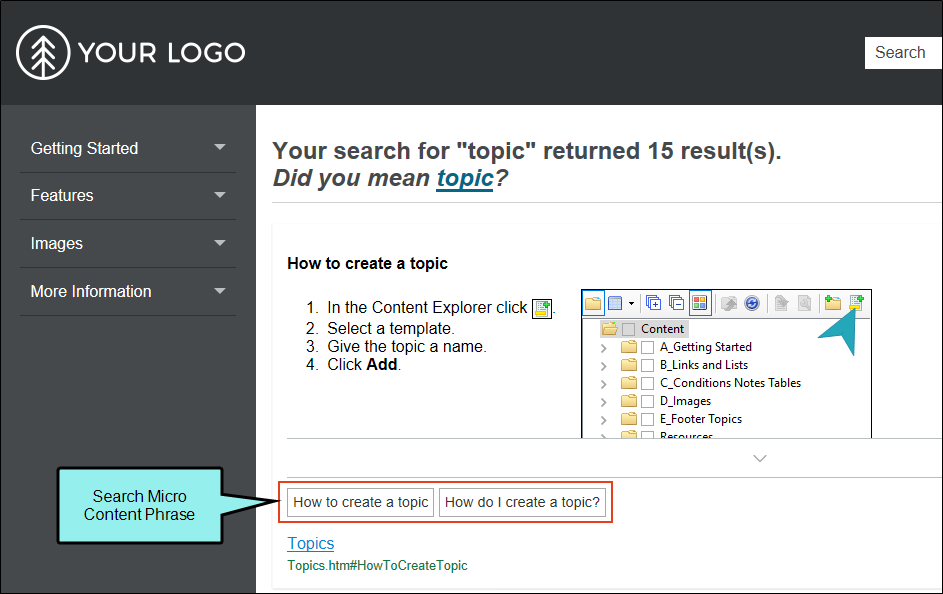 YOUR LOGO
Search
Getting Started
Features
Images
More Information
Your search for "topic" returned 15 result(s).
Did you mean topic?
How to create a topic
1. In the Content Explorer click .
2. Select a template.
3. Give the topic a name.
4. Click Add.
Content
A_Getting Started
B_Links and Lists
C_Conditions Notes Tables
D_Images
E_Footer Topics
Resources
Search Micro
Content Phrase
How to create a topic
How do I create a topic?
Topics
Topics.htm#HowToCreateTopic